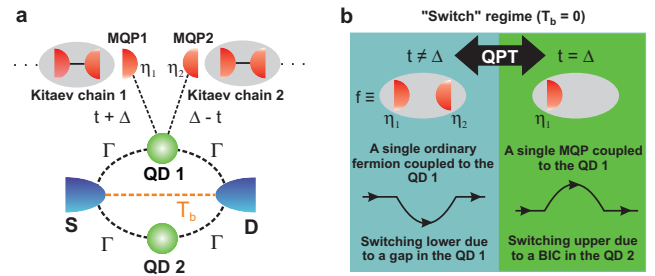 a
MQP1 MQP2
η1 η2
Kitaev chain 1 Kitaev chain 2
t + Δ Δ - t
Γ Γ
QD 1
S Tb D
Γ Γ
QD 2
b
"Switch" regime (Tb = 0)
t ≠ Δ QPT t = Δ
f ≡
η1 η2 η1
A single ordinary
fermion coupled to the
QD 1
Switching lower due
to a gap in the QD 1
A single MQP coupled
to the QD 1
Switching upper due
to a BIC in the QD 2